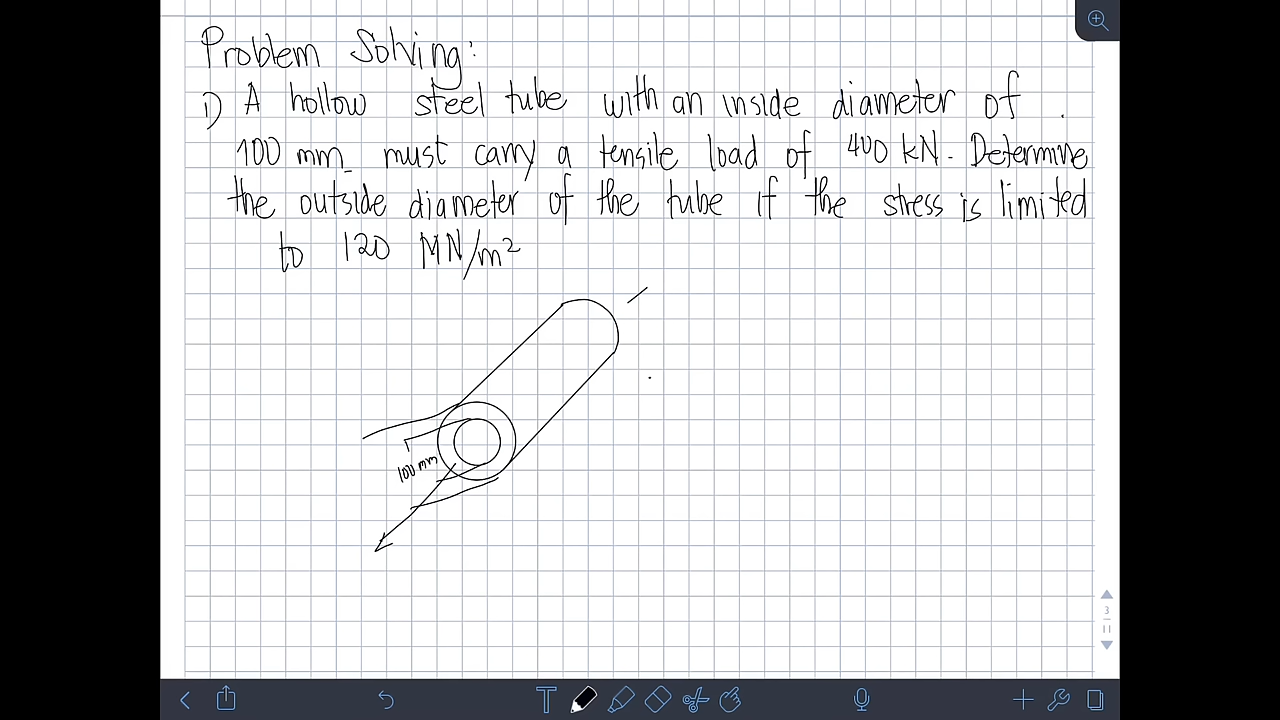 Problem Solving:
1) A hollow steel tube with an inside diameter of
100 mm must carry a tensile load of 400 kN. Determine
the outside diameter of the tube if the stress is limited
to 120 MN/m²
100 mm
3
11
T